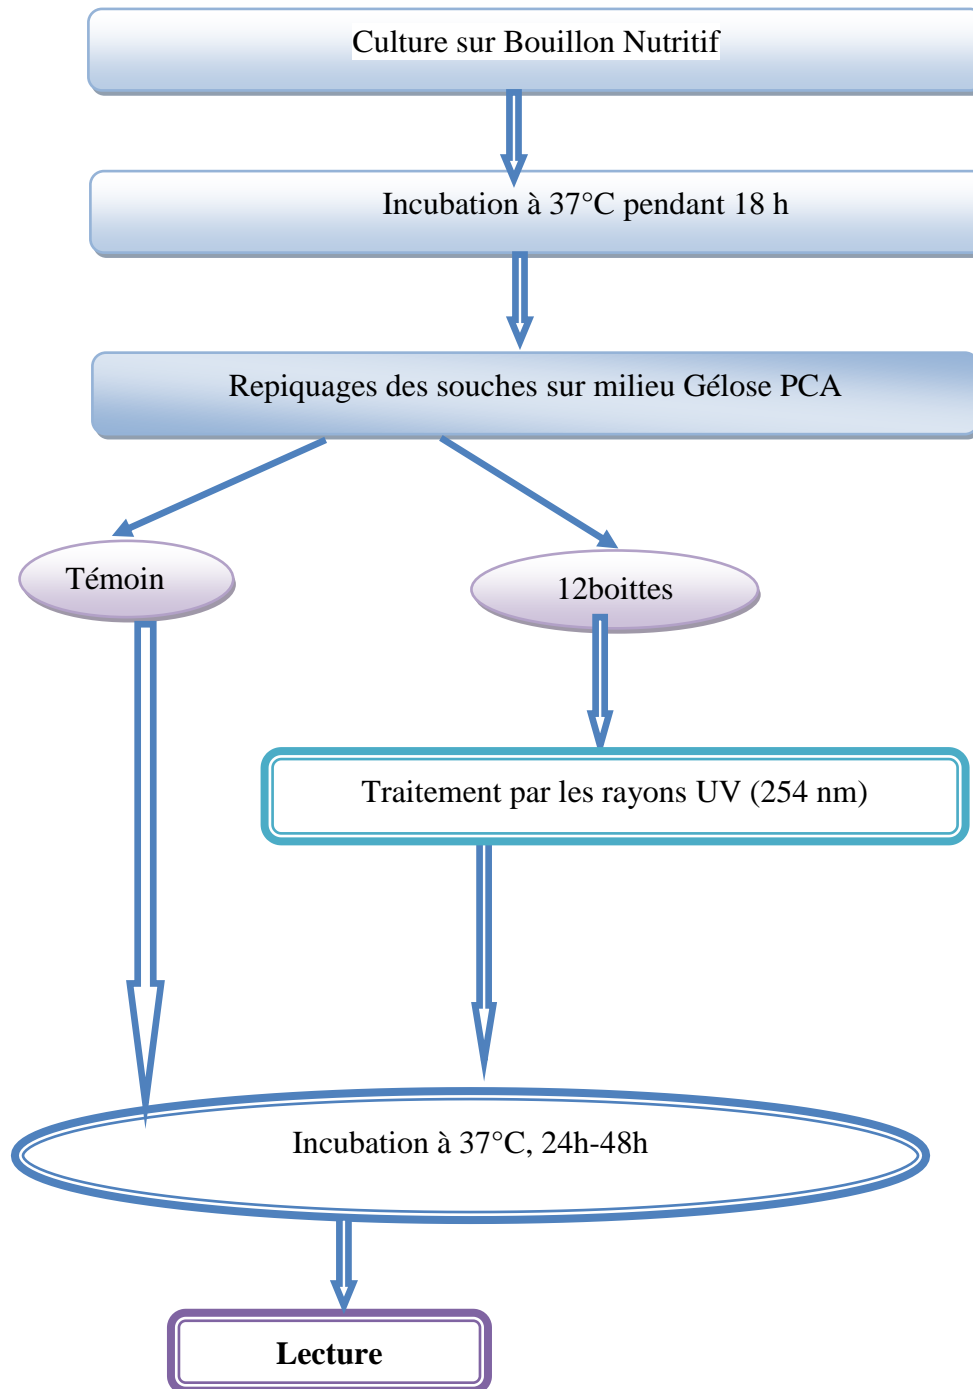 Culture sur Bouillon Nutritif
Incubation à 37°C pendant 18 h
Repiquages des souches sur milieu Gélose PCA
Témoin
12boittes
Traitement par les rayons UV (254 nm)
Incubation à 37°C, 24h-48h
Lecture